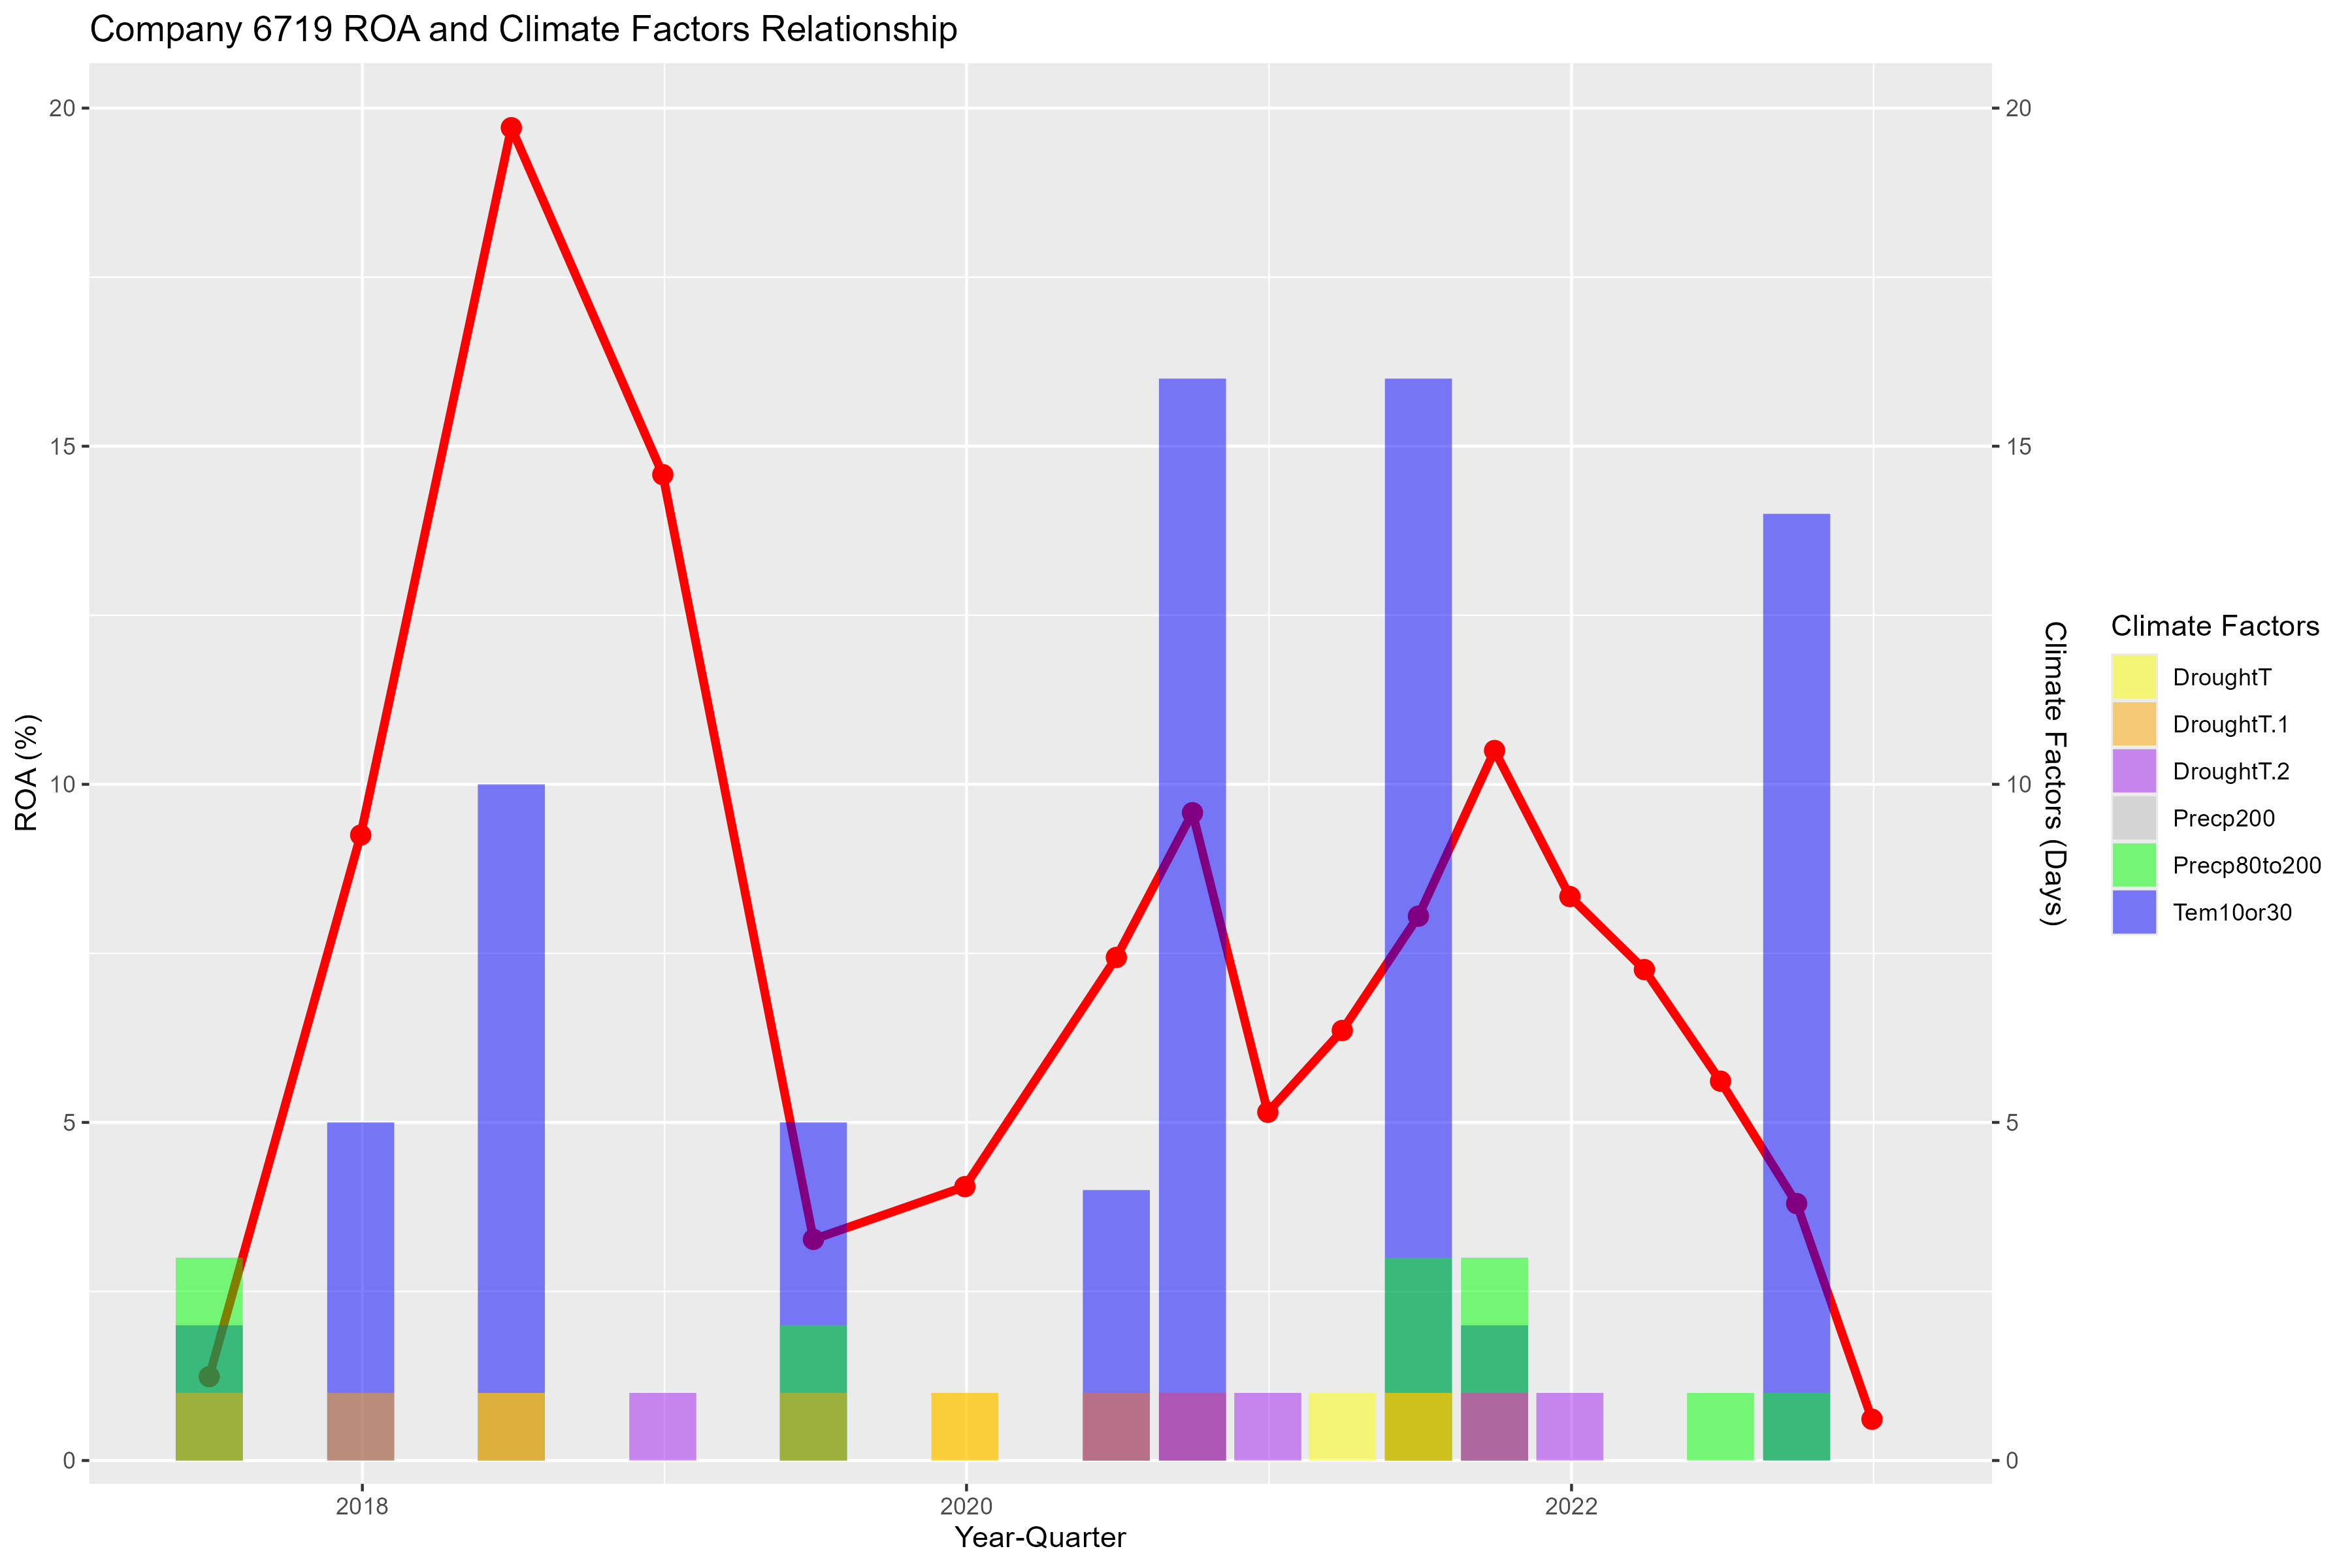 Company 6719 ROA and Climate Factors Relationship
20
15
10
5
0
ROA (%)
20
15
10
5
0
Climate Factors (Days)
2018
2020
2022
Year-Quarter
Climate Factors
DroughtT
DroughtT.1
DroughtT.2
Precp200
Precp80to200
Tem10or30